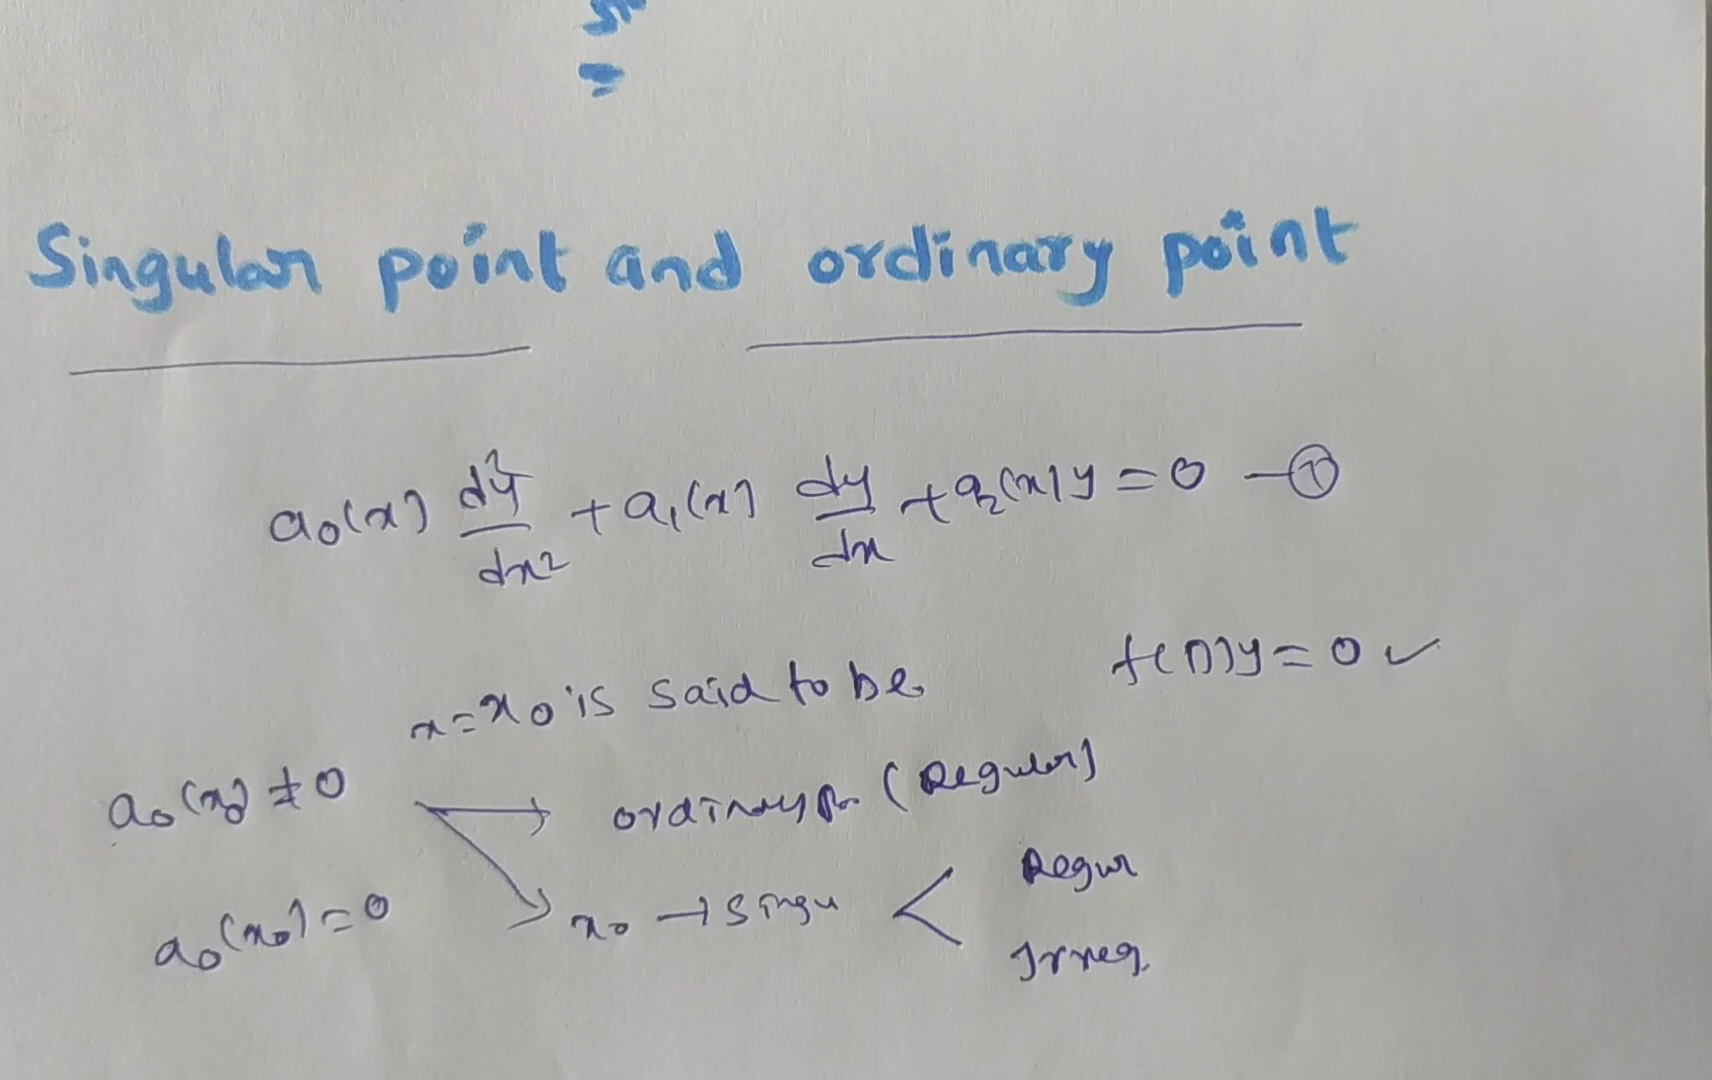 Singular point and ordinary point
a₀(x) d²y/dx² + a₁(x) dy/dx + a₂(x)y = 0 — ①
f(D)y = 0 ✓
x = x₀ is said to be
a₀(x₀) ≠ 0 → ordinary (Regular)
a₀(x₀) = 0 x₀ → singu < Regur
Irreg.